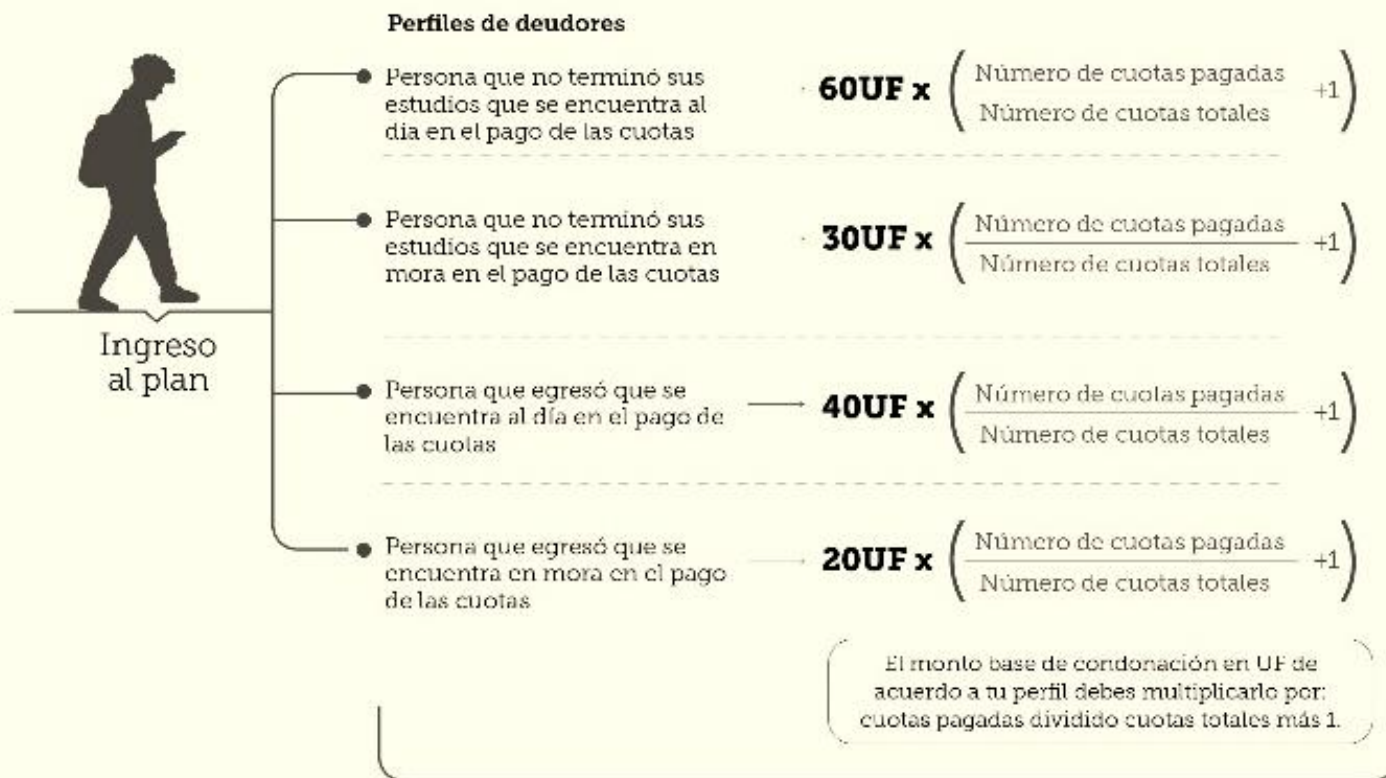 Perfiles de deudores
Persona que no terminó sus
estudios que se encuentra al
día en el pago de las cuotas
60UF x ( Número de cuotas pagadas
Número de cuotas totales
+1)
Persona que no terminó sus
estudios que se encuentra en
mora en el pago de las cuotas
30UF x ( Número de cuotas pagadas
Número de cuotas totales
+1)
Ingreso
al plan
Persona que egresó que se
encuentra al día en el pago de
las cuotas
40UF x ( Número de cuotas pagadas
Número de cuotas totales
+1)
Persona que egresó que se
encuentra en mora en el pago
de las cuotas
20UF x ( Número de cuotas pagadas
Número de cuotas totales
+1)
El monto base de condonación en UF de
acuerdo a tu perfil debes multiplicarlo por:
cuotas pagadas dividido cuotas totales más 1.